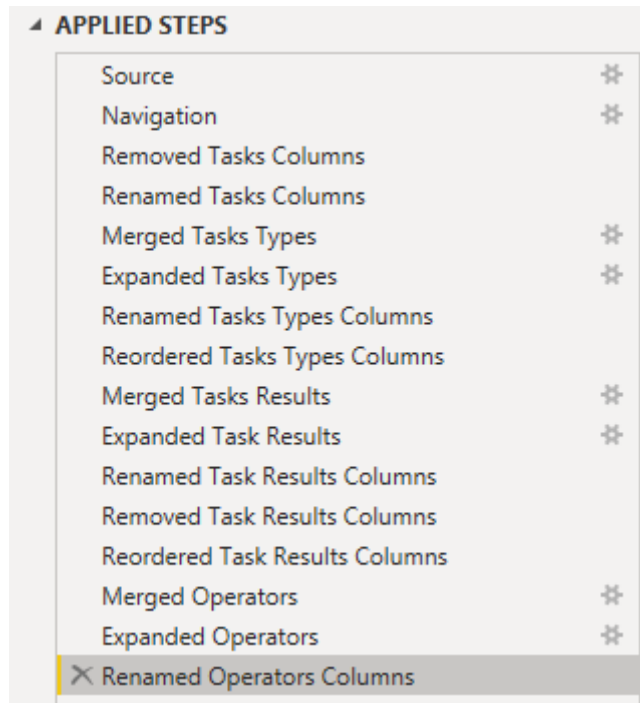 APPLIED STEPS
Source
Navigation
Removed Tasks Columns
Renamed Tasks Columns
Merged Tasks Types
Expanded Tasks Types
Renamed Tasks Types Columns
Reordered Tasks Types Columns
Merged Tasks Results
Expanded Task Results
Renamed Task Results Columns
Removed Task Results Columns
Reordered Task Results Columns
Merged Operators
Expanded Operators
Renamed Operators Columns